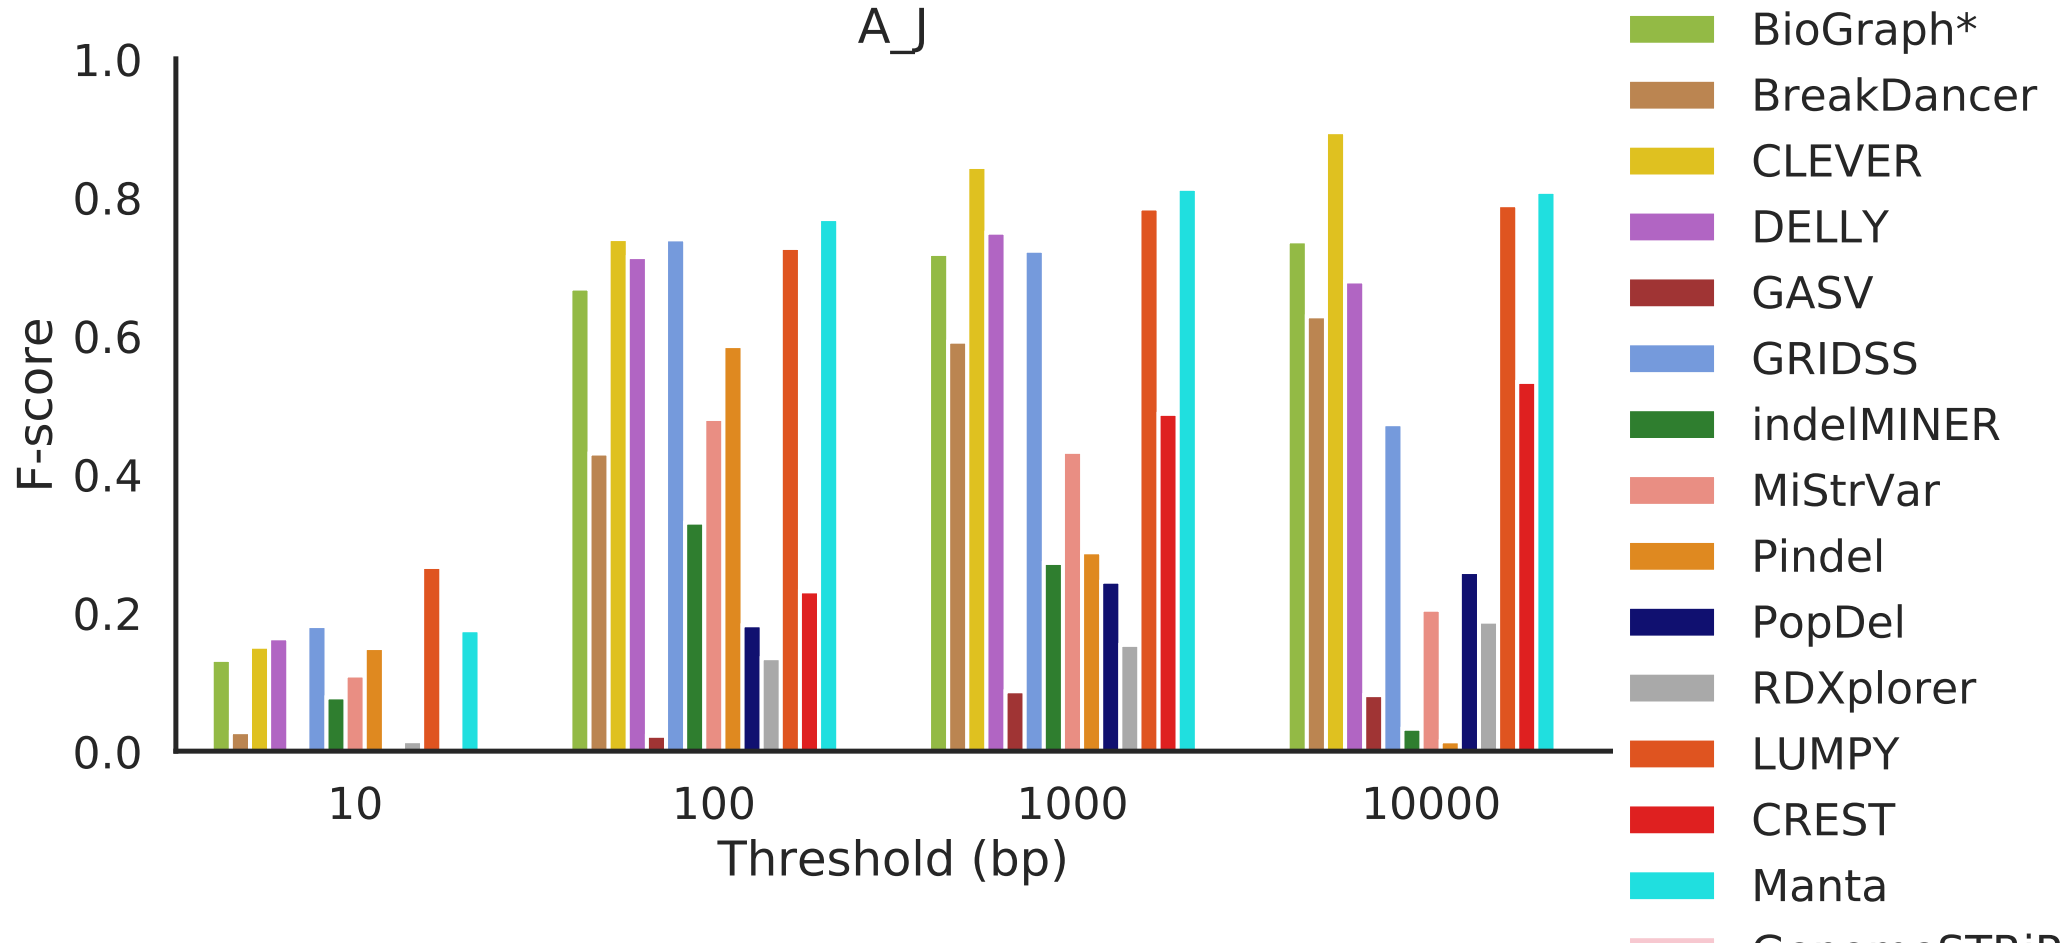 A_J
1.0
0.8
0.6
0.4
0.2
0.0
F-score
10 100 1000 10000
Threshold (bp)
BioGraph*
BreakDancer
CLEVER
DELLY
GASV
GRIDSS
indelMINER
MiStrVar
Pindel
PopDel
RDXplorer
LUMPY
CREST
Manta